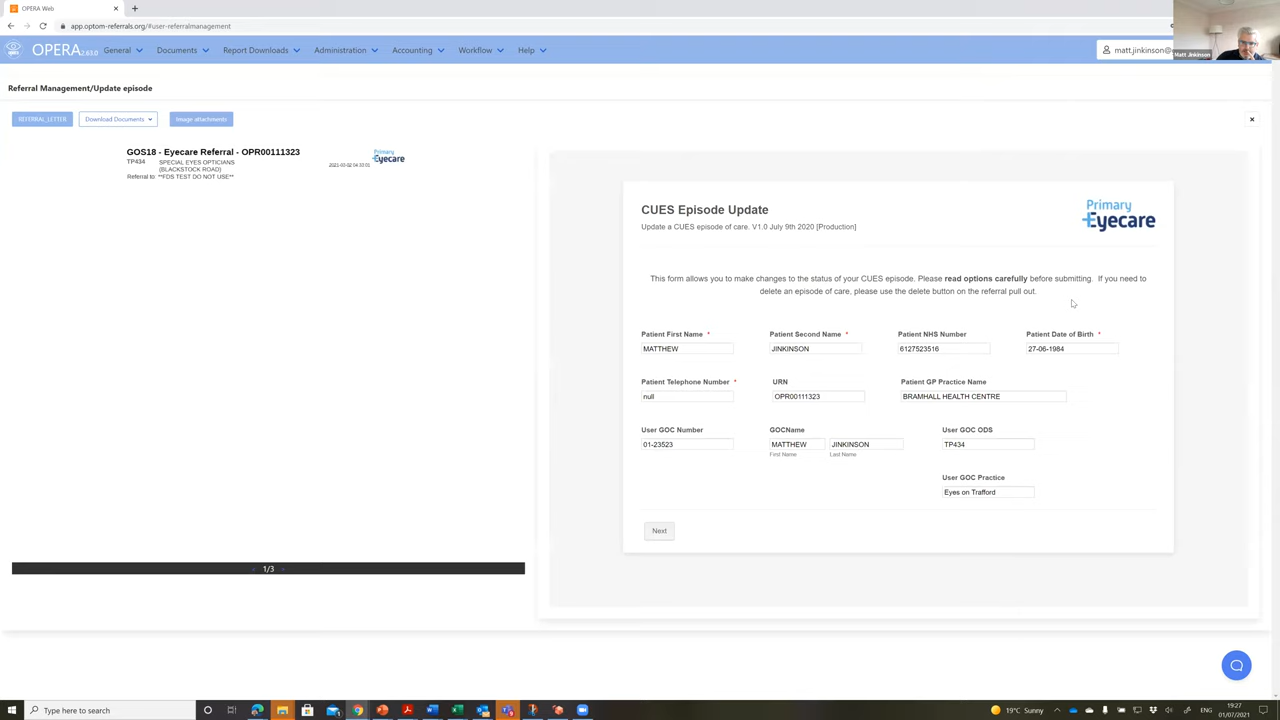 OPERA Web
app.optom-referrals.org/#user-referralmanagement
OPERA 2.63.0 General Documents Report Downloads Administration Accounting Workflow Help matt.jinkinson@
Matt Jinkinson
Referral Management/Update episode
REFERRAL_LETTER Download Documents Image attachments
GOS18 - Eyecare Referral - OPR00111323
TP434 SPECIAL EYES OPTICIANS
(BLACKSTOCK ROAD)
Referral to: **FDS TEST DO NOT USE**
Primary
Eyecare
1/3
CUES Episode Update
Update a CUES episode of care. V1.0 July 9th 2020 [Production]
Primary
Eyecare
This form allows you to make changes to the status of your CUES episode. Please read options carefully before submitting. If you need to
delete an episode of care, please use the delete button on the referral pull out.
Patient First Name * Patient Second Name * Patient NHS Number Patient Date of Birth *
MATTHEW JINKINSON 6127523516 27-06-1984
Patient Telephone Number * URN Patient GP Practice Name
null OPR00111323 BRAMHALL HEALTH CENTRE
User GOC Number GOCName User GOC ODS
01-23523 MATTHEW JINKINSON TP434
First Name Last Name
User GOC Practice
Eyes on Trafford
Next
Type here to search
19°C Sunny
19:27
01/07/2021